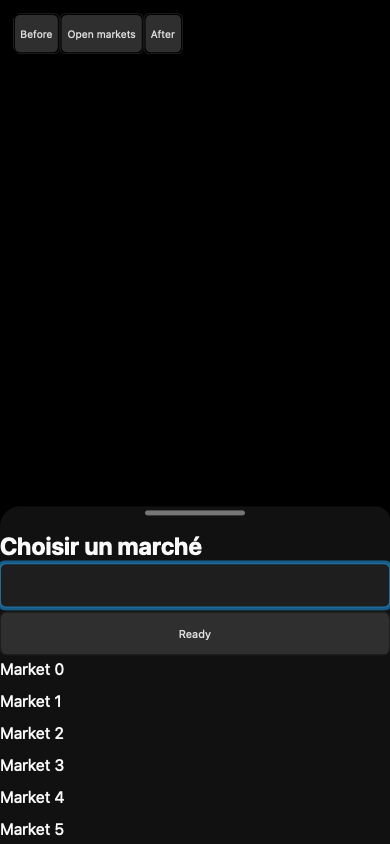 Before Open markets After
Choisir un marché
Ready
Market 0
Market 1
Market 2
Market 3
Market 4
Market 5